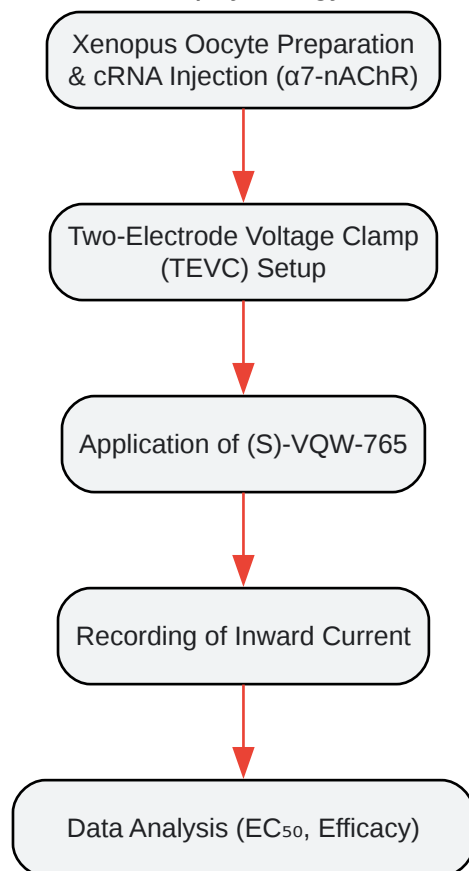 Xenopus Oocyte Preparation
& cRNA Injection (α7-nAChR)
Two-Electrode Voltage Clamp
(TEVC) Setup
Application of (S)-VQW-765
Recording of Inward Current
Data Analysis (EC₅₀, Efficacy)